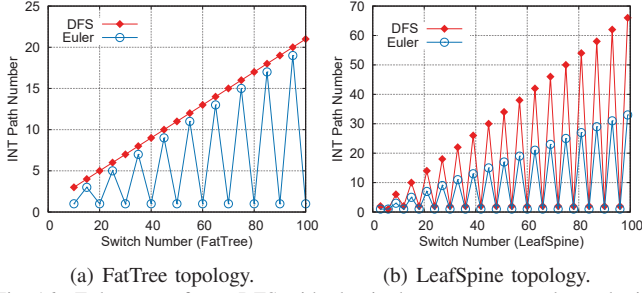 25
20
15
10
5
0
INT Path Number
DFS
Euler
0 20 40 60 80 100
Switch Number (FatTree)
(a) FatTree topology.
70
60
50
40
30
20
10
0
INT Path Number
DFS
Euler
0 20 40 60 80 100
Switch Number (LeafSpine)
(b) LeafSpine topology.